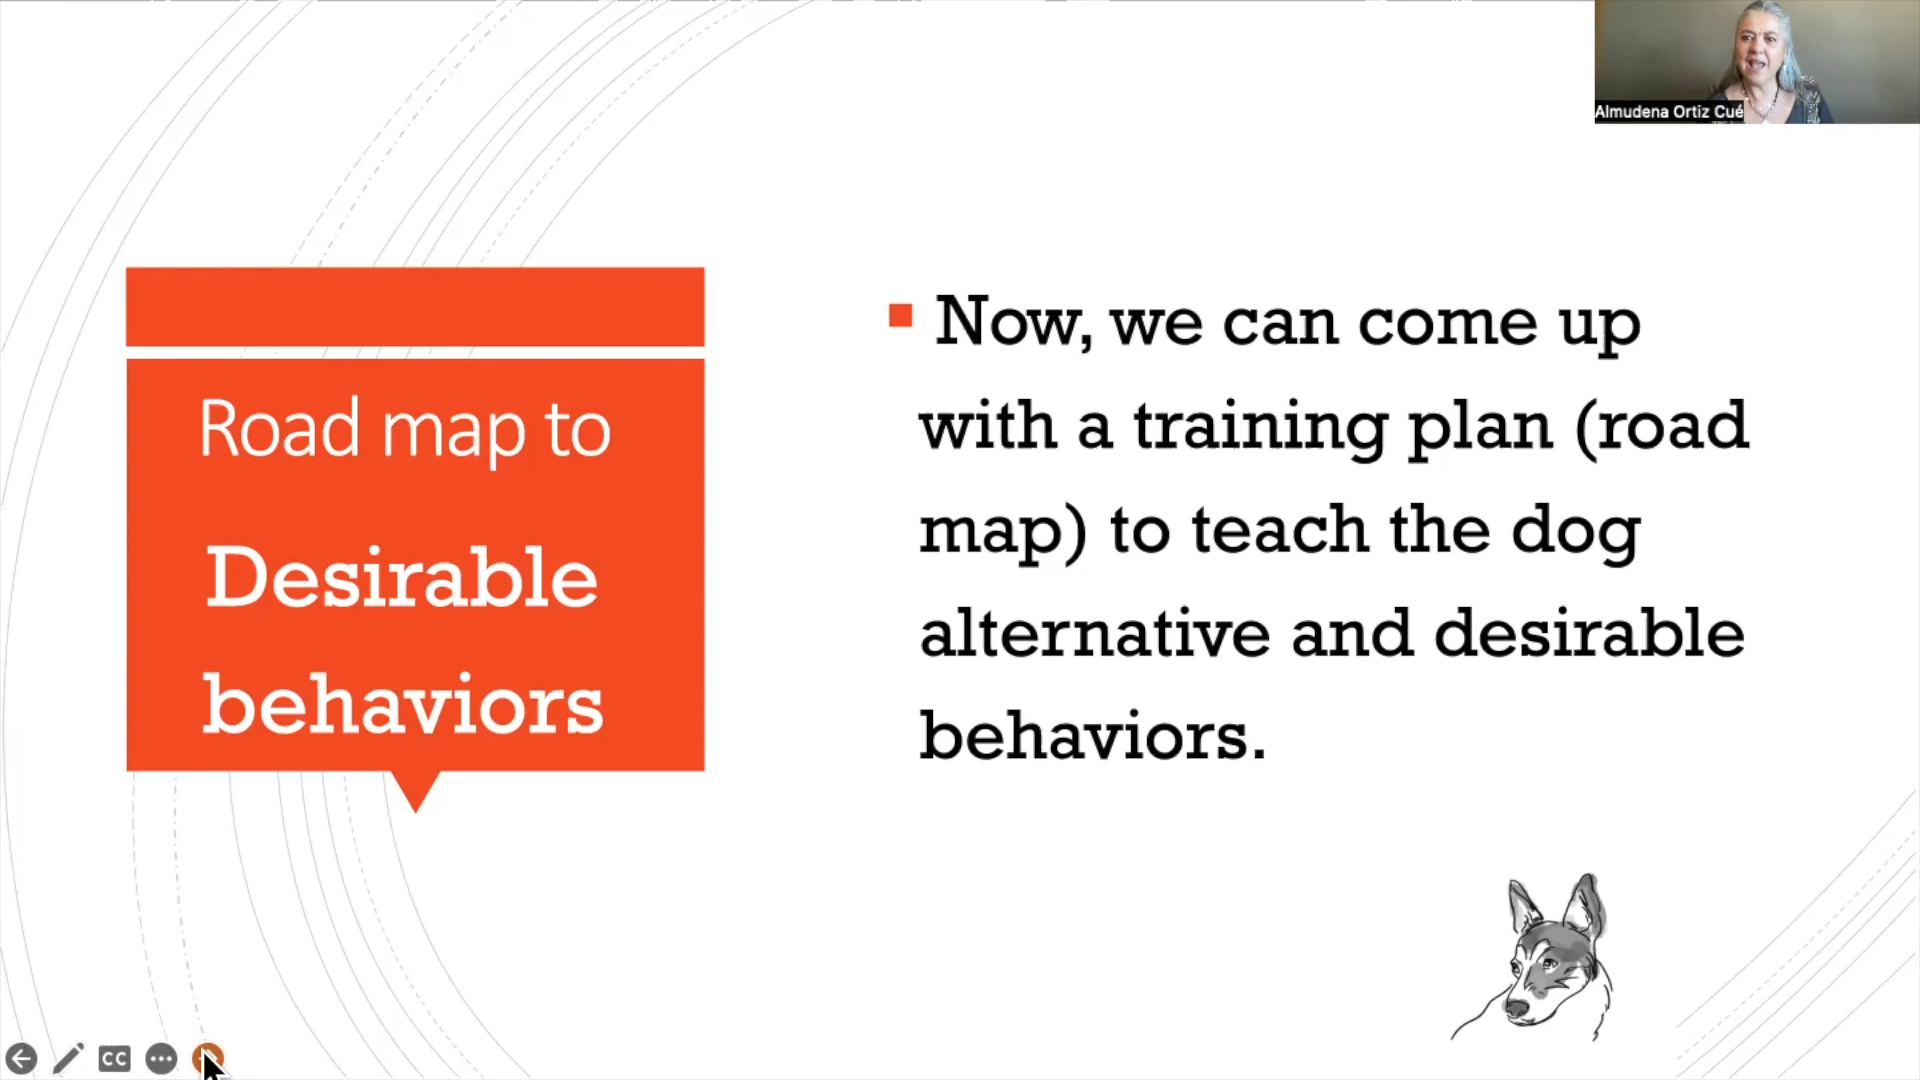 Almudena Ortiz Cué
Road map to
Desirable
behaviors
Now, we can come up
with a training plan (road
map) to teach the dog
alternative and desirable
behaviors.
CC